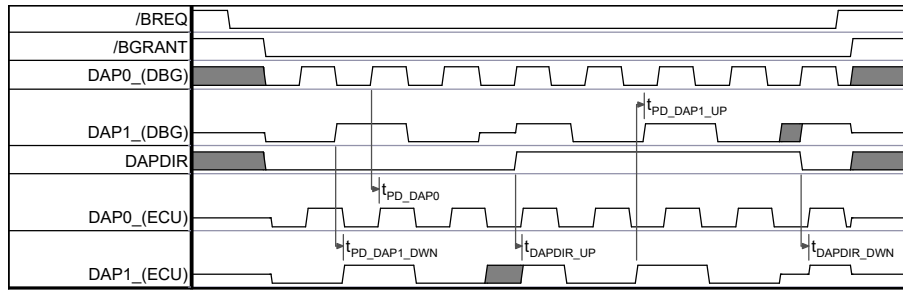 /BREQ
/BGRANT
DAP0_(DBG)
tPD_DAP1_UP
DAP1_(DBG)
DAPDIR
tPD_DAP0
DAP0_(ECU)
tPD_DAP1_DWN
tDAPDIR_UP
tDAPDIR_DWN
DAP1_(ECU)